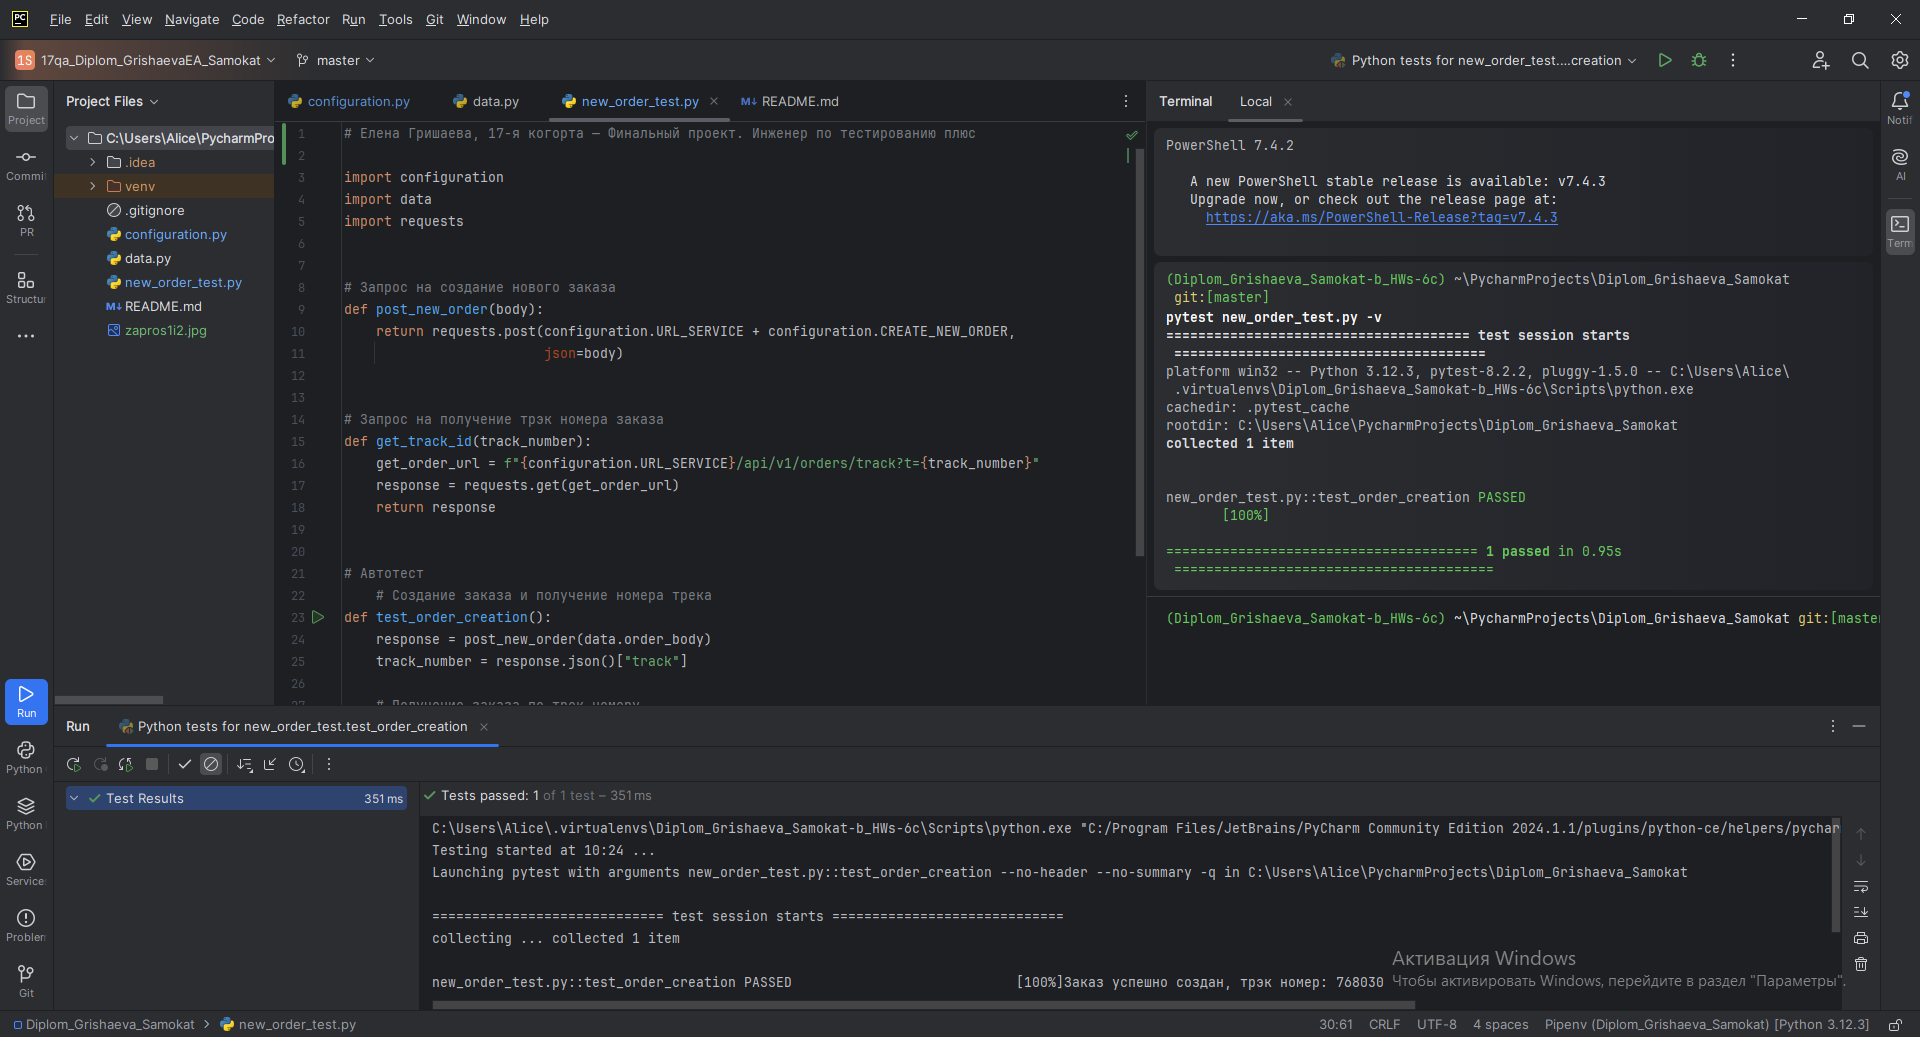 PC File Edit View Navigate Code Refactor Run Tools Git Window Help
1S 17qa_Diplom_GrishaevaEA_Samokat master Python tests for new_order_test....creation
Project
Commi
PR
Structur
Project Files
C:\Users\Alice\PycharmPro
.idea
venv
.gitignore
configuration.py
data.py
new_order_test.py
README.md
zapros1i2.jpg
configuration.py data.py new_order_test.py README.md
1 # Елена Гришаева, 17-я когорта — Финальный проект. Инженер по тестированию плюс
2
3 import configuration
4 import data
5 import requests
6
7
8 # Запрос на создание нового заказа
9 def post_new_order(body):
10 return requests.post(configuration.URL_SERVICE + configuration.CREATE_NEW_ORDER,
11 json=body)
12
13
14 # Запрос на получение трэк номера заказа
15 def get_track_id(track_number):
16 get_order_url = f"{configuration.URL_SERVICE}/api/v1/orders/track?t={track_number}"
17 response = requests.get(get_order_url)
18 return response
19
20
21 # Автотест
22 # Создание заказа и получение номера трека
23 def test_order_creation():
24 response = post_new_order(data.order_body)
25 track_number = response.json()["track"]
26
Terminal Local
PowerShell 7.4.2
A new PowerShell stable release is available: v7.4.3
Upgrade now, or check out the release page at:
https://aka.ms/PowerShell-Release?tag=v7.4.3
(Diplom_Grishaeva_Samokat-b_HWs-6c) ~\PycharmProjects\Diplom_Grishaeva_Samokat
git:[master]
pytest new_order_test.py -v
====================================== test session starts
=======================================
platform win32 -- Python 3.12.3, pytest-8.2.2, pluggy-1.5.0 -- C:\Users\Alice\
.virtualenvs\Diplom_Grishaeva_Samokat-b_HWs-6c\Scripts\python.exe
cachedir: .pytest_cache
rootdir: C:\Users\Alice\PycharmProjects\Diplom_Grishaeva_Samokat
collected 1 item
new_order_test.py::test_order_creation PASSED
[100%]
======================================= 1 passed in 0.95s
========================================
(Diplom_Grishaeva_Samokat-b_HWs-6c) ~\PycharmProjects\Diplom_Grishaeva_Samokat git:[master
Notif
AI
Term
Run
Python
Python
Service
Problem
Git
Run Python tests for new_order_test.test_order_creation
Test Results 351 ms
Tests passed: 1 of 1 test – 351 ms
C:\Users\Alice\.virtualenvs\Diplom_Grishaeva_Samokat-b_HWs-6c\Scripts\python.exe "C:/Program Files/JetBrains/PyCharm Community Edition 2024.1.1/plugins/python-ce/helpers/pychar
Testing started at 10:24 ...
Launching pytest with arguments new_order_test.py::test_order_creation --no-header --no-summary -q in C:\Users\Alice\PycharmProjects\Diplom_Grishaeva_Samokat
============================= test session starts =============================
collecting ... collected 1 item
new_order_test.py::test_order_creation PASSED [100%]Заказ успешно создан, трэк номер: 768030
Активация Windows
Чтобы активировать Windows, перейдите в раздел "Параметры".
Diplom_Grishaeva_Samokat new_order_test.py 30:61 CRLF UTF-8 4 spaces Pipenv (Diplom_Grishaeva_Samokat) [Python 3.12.3]